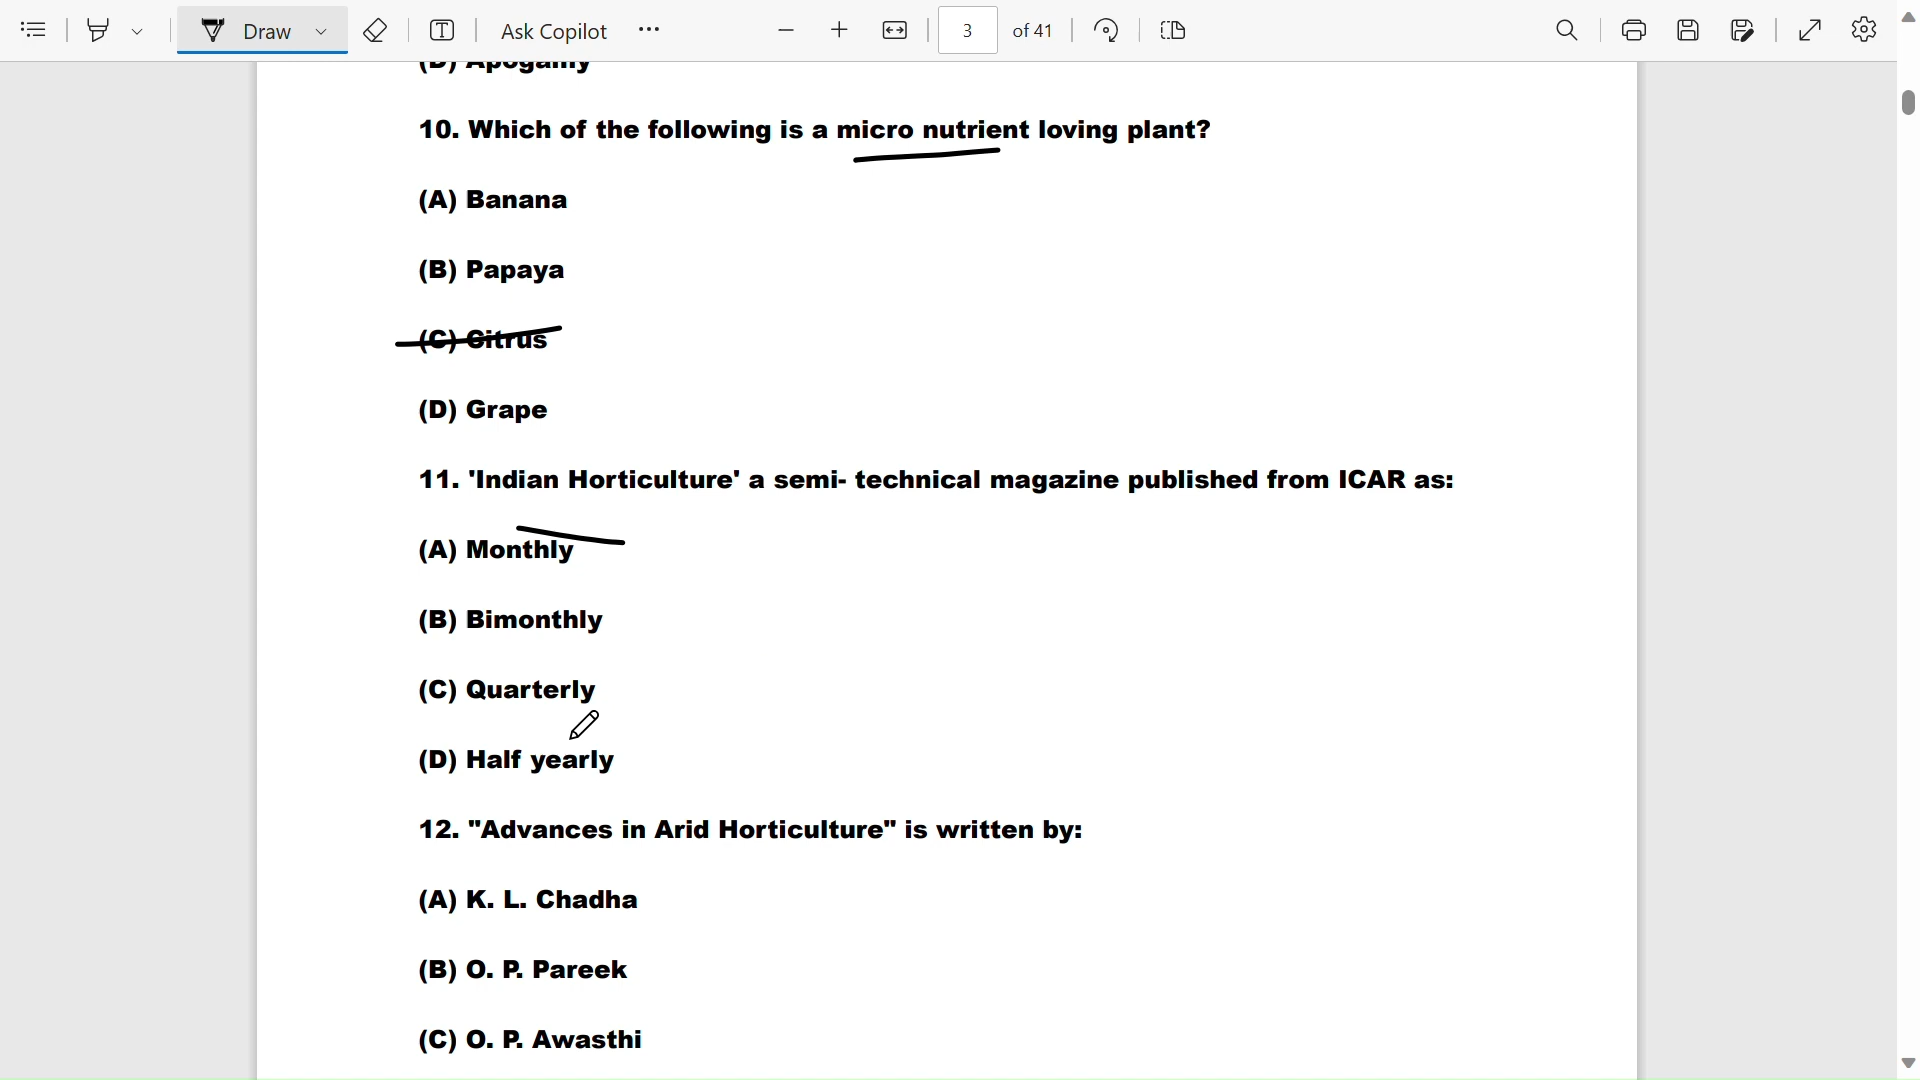 Draw
Ask Copilot
3 of 41
(D) Apogamy
10. Which of the following is a micro nutrient loving plant?
(A) Banana
(B) Papaya
(C) Citrus
(D) Grape
11. 'Indian Horticulture' a semi- technical magazine published from ICAR as:
(A) Monthly
(B) Bimonthly
(C) Quarterly
(D) Half yearly
12. "Advances in Arid Horticulture" is written by:
(A) K. L. Chadha
(B) O. P. Pareek
(C) O. P. Awasthi